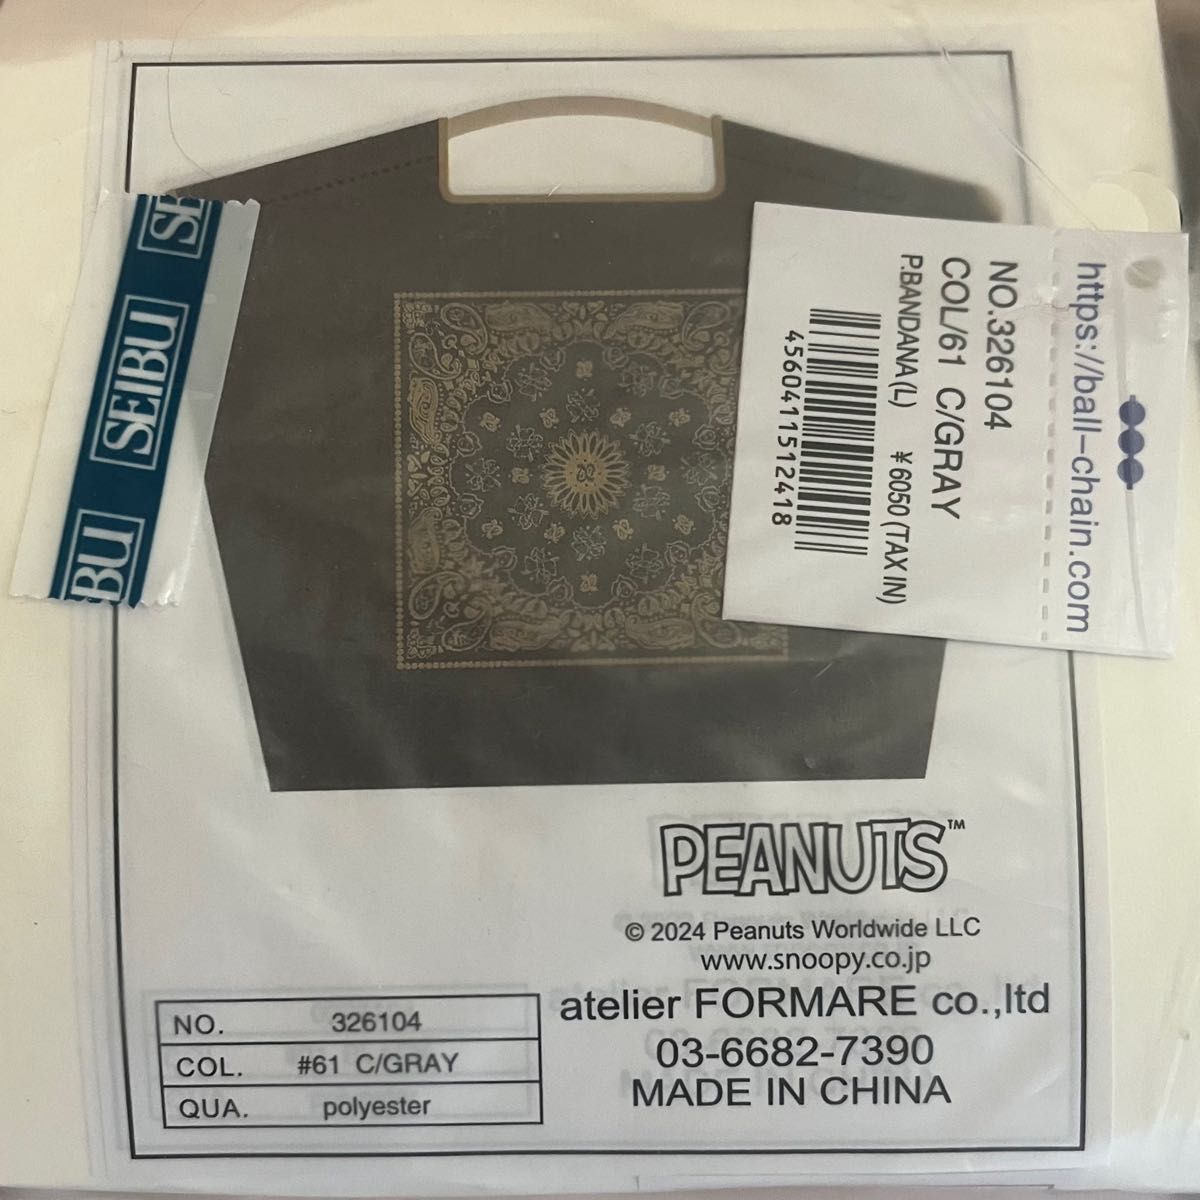 SEIBU
SEIBU
SEIBU
https://ball-chain.com
NO.326104
COL/61 C/GRAY
P.BANDANA(L) ¥6050(TAX IN)
4560411512418
PEANUTS™
© 2024 Peanuts Worldwide LLC
www.snoopy.co.jp
atelier FORMARE co.,ltd
03-6682-7390
MADE IN CHINA
NO. 326104
COL. #61 C/GRAY
QUA. polyester